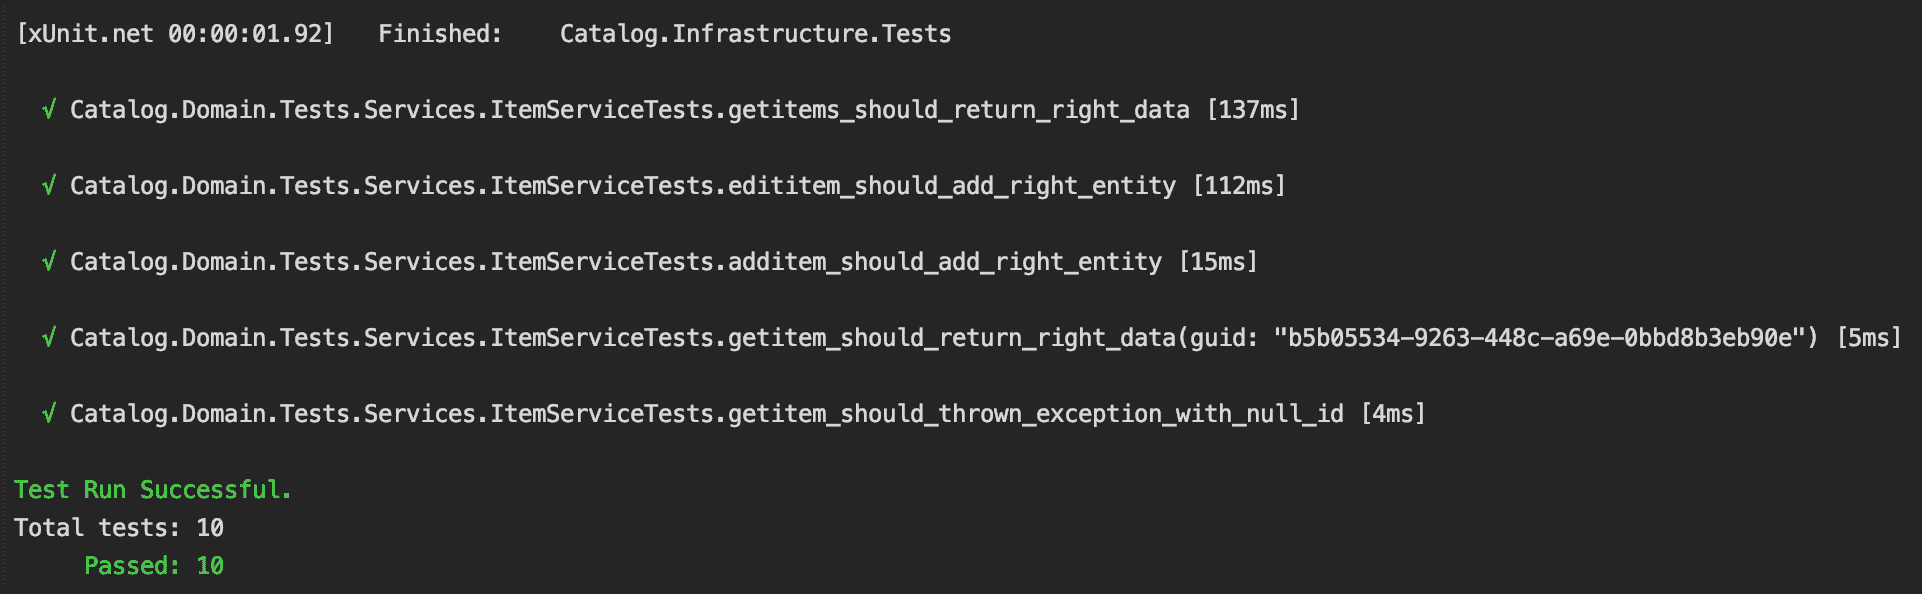 [xUnit.net 00:00:01.92]   Finished:    Catalog.Infrastructure.Tests
√ Catalog.Domain.Tests.Services.ItemServiceTests.getitems_should_return_right_data [137ms]
√ Catalog.Domain.Tests.Services.ItemServiceTests.edititem_should_add_right_entity [112ms]
√ Catalog.Domain.Tests.Services.ItemServiceTests.additem_should_add_right_entity [15ms]
√ Catalog.Domain.Tests.Services.ItemServiceTests.getitem_should_return_right_data(guid: "b5b05534-9263-448c-a69e-0bbd8b3eb90e") [5ms]
√ Catalog.Domain.Tests.Services.ItemServiceTests.getitem_should_thrown_exception_with_null_id [4ms]
Test Run Successful.
Total tests: 10
Passed: 10